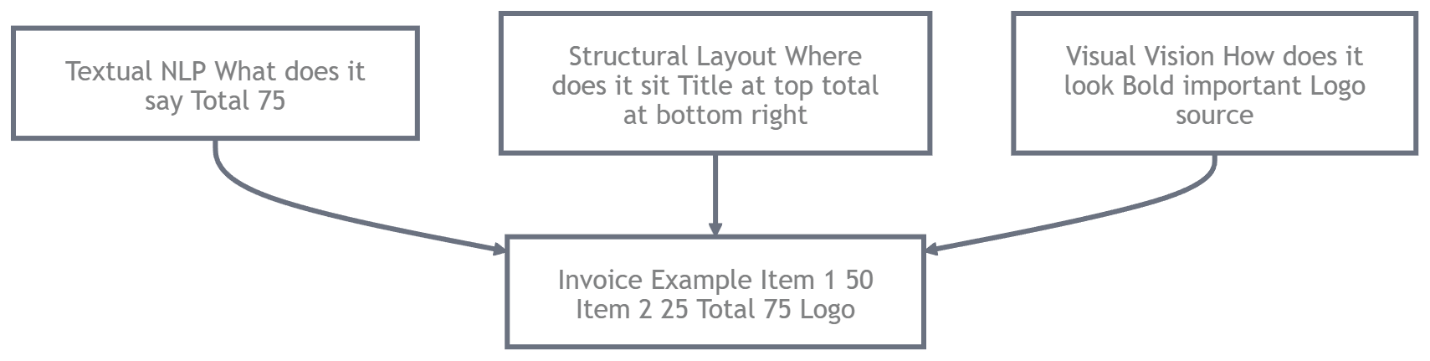 Textual NLP What does it
say Total 75
Structural Layout Where
does it sit Title at top total
at bottom right
Visual Vision How does it
look Bold important Logo
source
Invoice Example Item 1 50
Item 2 25 Total 75 Logo